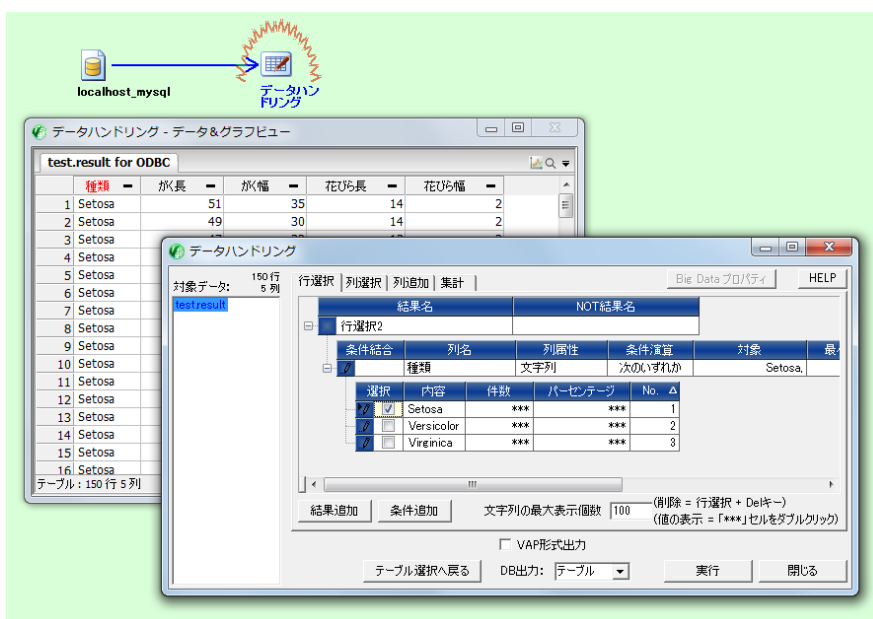 localhost_mysql
データハン
ドリング
データハンドリング - データ&グラフビュー
test.result for ODBC
種類 がく長 がく幅 花びら長 花びら幅
1 Setosa 51 35 14 2
2 Setosa 49 30 14 2
3 Setosa
4 Setosa
5 Setosa
6 Setosa
7 Setosa
8 Setosa
9 Setosa
10 Setosa
11 Setosa
12 Setosa
13 Setosa
14 Setosa
15 Setosa
16 Setosa
テーブル : 150 行 5 列
データハンドリング
対象データ: 150 行
5 列
test.result
行選択 列選択 列追加 集計
Big Data プロパティ HELP
結果名 NOT結果名
行選択2
条件結合 列名 列属性 条件演算 対象
種類 文字列 次のいずれか Setosa,
選択 内容 件数 パーセンテージ No.
Setosa *** *** 1
Versicolor *** *** 2
Virginica *** *** 3
結果追加 条件追加 文字列の最大表示個数 100
(削除 = 行選択 + Delキー)
(値の表示 = 「***」セルをダブルクリック)
VAP形式出力
テーブル選択へ戻る DB出力: テーブル 実行 閉じる